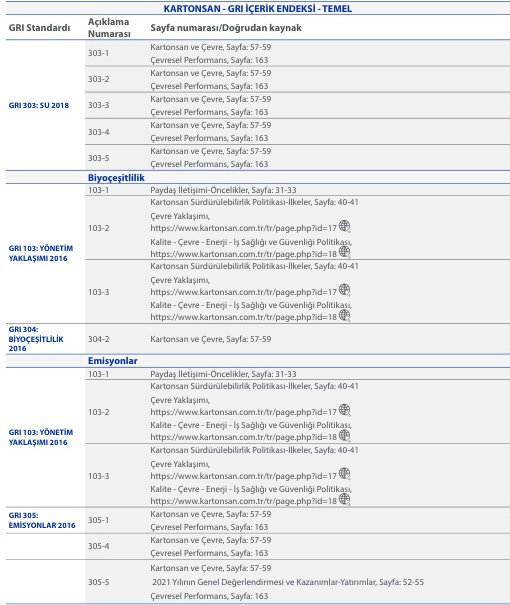 KARTONSAN - GRI İÇERİK ENDEKSİ - TEMEL
GRI Standardı
Açıklama
Numarası
Sayfa numarası/Doğrudan kaynak
GRI 303: SU 2018
303-1
Kartonsan ve Çevre, Sayfa: 57-59
Çevresel Performans, Sayfa: 163
303-2
Kartonsan ve Çevre, Sayfa: 57-59
Çevresel Performans, Sayfa: 163
303-3
Kartonsan ve Çevre, Sayfa: 57-59
Çevresel Performans, Sayfa: 163
303-4
Kartonsan ve Çevre, Sayfa: 57-59
Çevresel Performans, Sayfa: 163
303-5
Kartonsan ve Çevre, Sayfa: 57-59
Çevresel Performans, Sayfa: 163
Biyoçeşitlilik
GRI 103: YÖNETİM
YAKLAŞIMI 2016
103-1
Paydaş İletişimi-Öncelikler, Sayfa: 31-33
103-2
Kartonsan Sürdürülebilirlik Politikası-İlkeler, Sayfa: 40-41
Çevre Yaklaşımı,
https://www.kartonsan.com.tr/tr/page.php?id=17
Kalite - Çevre - Enerji - İş Sağlığı ve Güvenliği Politikası,
https://www.kartonsan.com.tr/tr/page.php?id=18
103-3
Kartonsan Sürdürülebilirlik Politikası-İlkeler, Sayfa: 40-41
Çevre Yaklaşımı,
https://www.kartonsan.com.tr/tr/page.php?id=17
Kalite - Çevre - Enerji - İş Sağlığı ve Güvenliği Politikası,
https://www.kartonsan.com.tr/tr/page.php?id=18
GRI 304:
BİYOÇEŞİTLİLİK
2016
304-2
Kartonsan ve Çevre, Sayfa: 57-59
Emisyonlar
GRI 103: YÖNETİM
YAKLAŞIMI 2016
103-1
Paydaş İletişimi-Öncelikler, Sayfa: 31-33
103-2
Kartonsan Sürdürülebilirlik Politikası-İlkeler, Sayfa: 40-41
Çevre Yaklaşımı,
https://www.kartonsan.com.tr/tr/page.php?id=17
Kalite - Çevre - Enerji - İş Sağlığı ve Güvenliği Politikası,
https://www.kartonsan.com.tr/tr/page.php?id=18
103-3
Kartonsan Sürdürülebilirlik Politikası-İlkeler, Sayfa: 40-41
Çevre Yaklaşımı,
https://www.kartonsan.com.tr/tr/page.php?id=17
Kalite - Çevre - Enerji - İş Sağlığı ve Güvenliği Politikası,
https://www.kartonsan.com.tr/tr/page.php?id=18
GRI 305:
EMİSYONLAR 2016
305-1
Kartonsan ve Çevre, Sayfa: 57-59
Çevresel Performans, Sayfa: 163
305-4
Kartonsan ve Çevre, Sayfa: 57-59
Çevresel Performans, Sayfa: 163
305-5
Kartonsan ve Çevre, Sayfa: 57-59
2021 Yılının Genel Değerlendirmesi ve Kazanımlar-Yatırımlar, Sayfa: 52-55
Çevresel Performans, Sayfa: 163